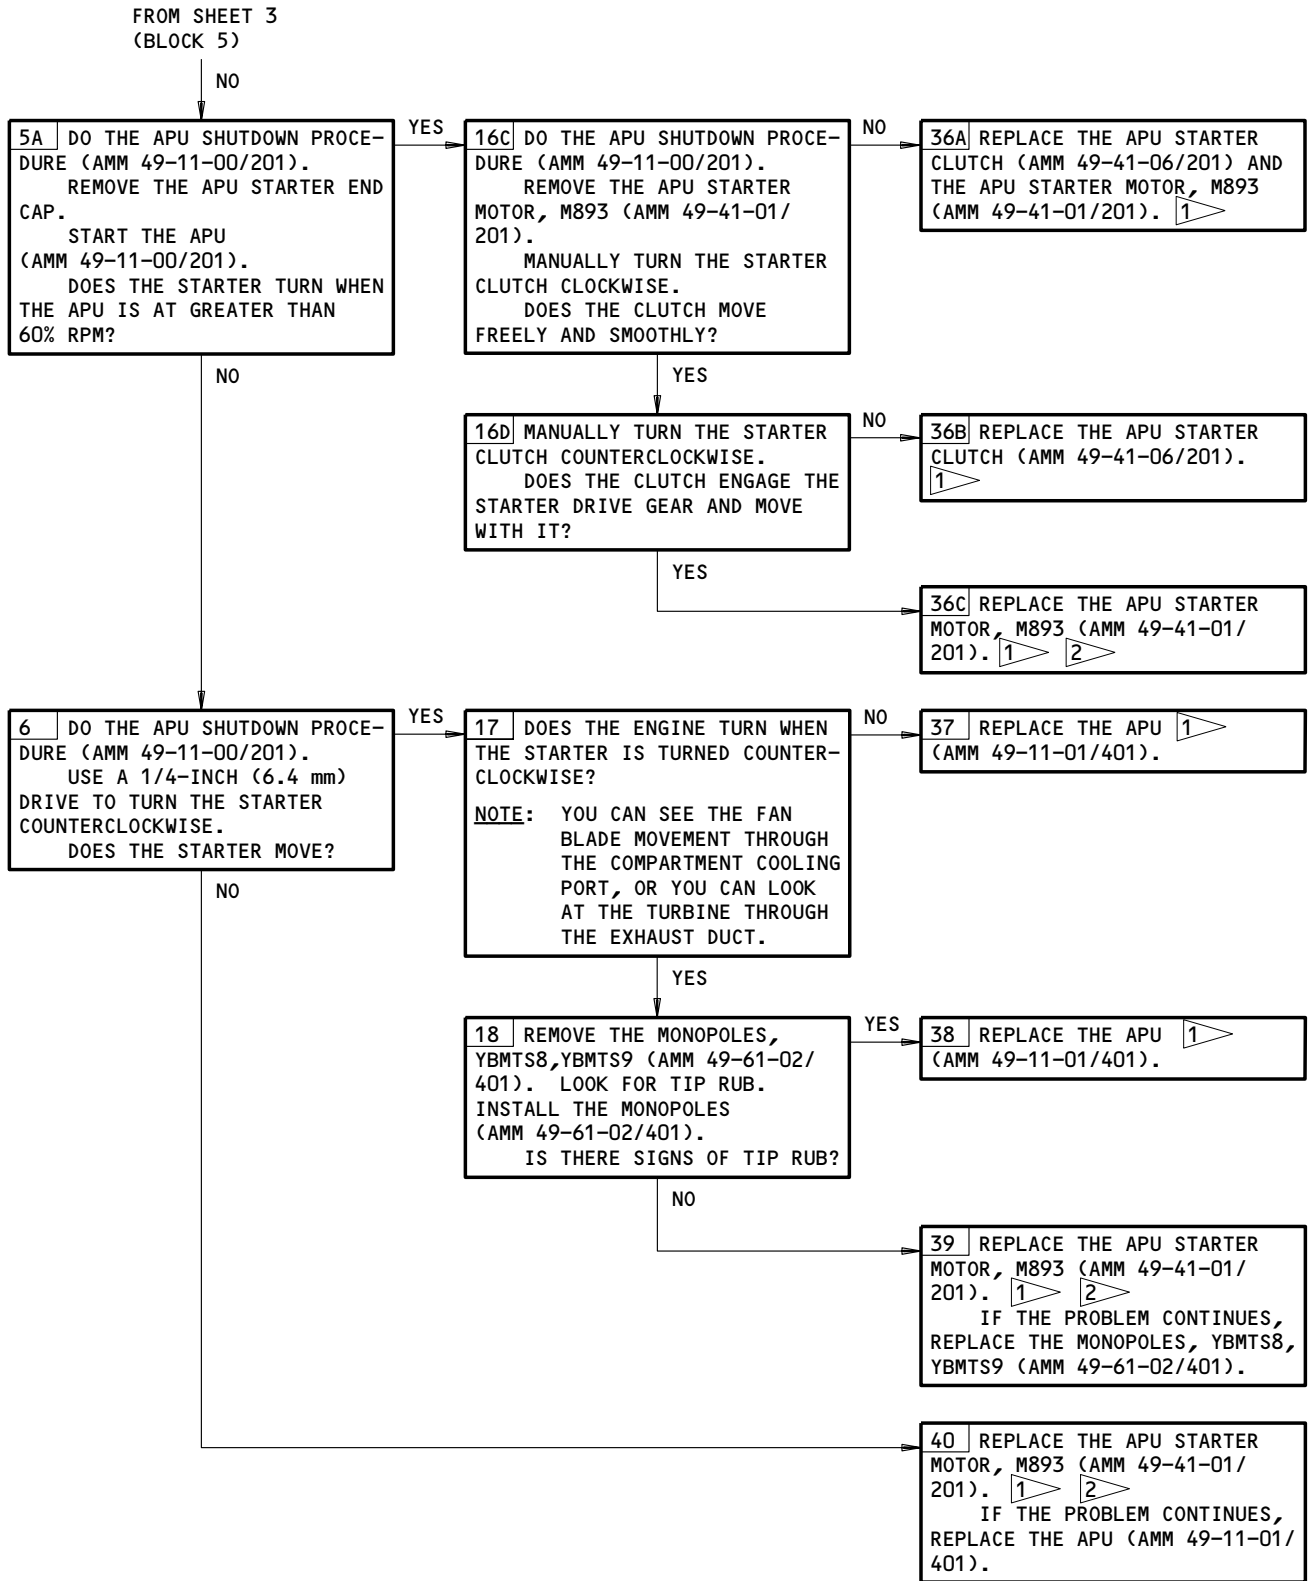 FROM SHEET 3
(BLOCK 5)
NO
5A DO THE APU SHUTDOWN PROCE-
DURE (AMM 49-11-00/201).
REMOVE THE APU STARTER END
CAP.
START THE APU
(AMM 49-11-00/201).
DOES THE STARTER TURN WHEN
THE APU IS AT GREATER THAN
60% RPM?
YES
16C DO THE APU SHUTDOWN PROCE-
DURE (AMM 49-11-00/201).
REMOVE THE APU STARTER
MOTOR, M893 (AMM 49-41-01/
201).
MANUALLY TURN THE STARTER
CLUTCH CLOCKWISE.
DOES THE CLUTCH MOVE
FREELY AND SMOOTHLY?
NO
36A REPLACE THE APU STARTER
CLUTCH (AMM 49-41-06/201) AND
THE APU STARTER MOTOR, M893
(AMM 49-41-01/201). 1
NO
YES
16D MANUALLY TURN THE STARTER
CLUTCH COUNTERCLOCKWISE.
DOES THE CLUTCH ENGAGE THE
STARTER DRIVE GEAR AND MOVE
WITH IT?
NO
36B REPLACE THE APU STARTER
CLUTCH (AMM 49-41-06/201).
1
YES
36C REPLACE THE APU STARTER
MOTOR, M893 (AMM 49-41-01/
201). 1 2
6 DO THE APU SHUTDOWN PROCE-
DURE (AMM 49-11-00/201).
USE A 1/4-INCH (6.4 mm)
DRIVE TO TURN THE STARTER
COUNTERCLOCKWISE.
DOES THE STARTER MOVE?
YES
17 DOES THE ENGINE TURN WHEN
THE STARTER IS TURNED COUNTER-
CLOCKWISE?
NOTE: YOU CAN SEE THE FAN
BLADE MOVEMENT THROUGH
THE COMPARTMENT COOLING
PORT, OR YOU CAN LOOK
AT THE TURBINE THROUGH
THE EXHAUST DUCT.
NO
37 REPLACE THE APU 1
(AMM 49-11-01/401).
NO
YES
18 REMOVE THE MONOPOLES,
YBMTS8,YBMTS9 (AMM 49-61-02/
401). LOOK FOR TIP RUB.
INSTALL THE MONOPOLES
(AMM 49-61-02/401).
IS THERE SIGNS OF TIP RUB?
YES
38 REPLACE THE APU 1
(AMM 49-11-01/401).
NO
39 REPLACE THE APU STARTER
MOTOR, M893 (AMM 49-41-01/
201). 1 2
IF THE PROBLEM CONTINUES,
REPLACE THE MONOPOLES, YBMTS8,
YBMTS9 (AMM 49-61-02/401).
40 REPLACE THE APU STARTER
MOTOR, M893 (AMM 49-41-01/
201). 1 2
IF THE PROBLEM CONTINUES,
REPLACE THE APU (AMM 49-11-01/
401).